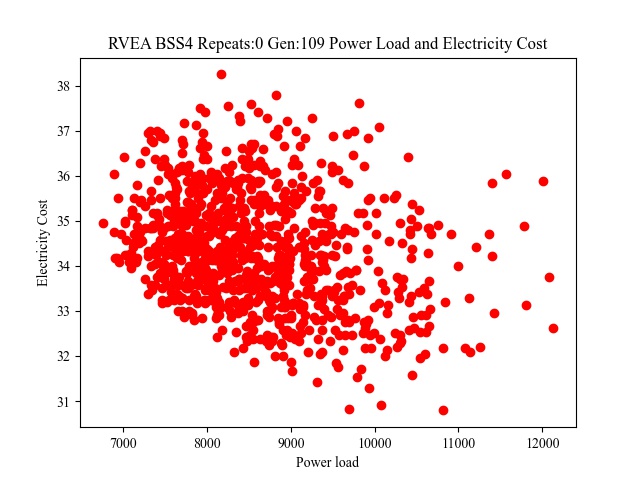 RVEA BSS4 Repeats:0 Gen:109 Power Load and Electricity Cost
38
37
36
35
34
33
32
31
Electricity Cost
7000 8000 9000 10000 11000 12000
Power load